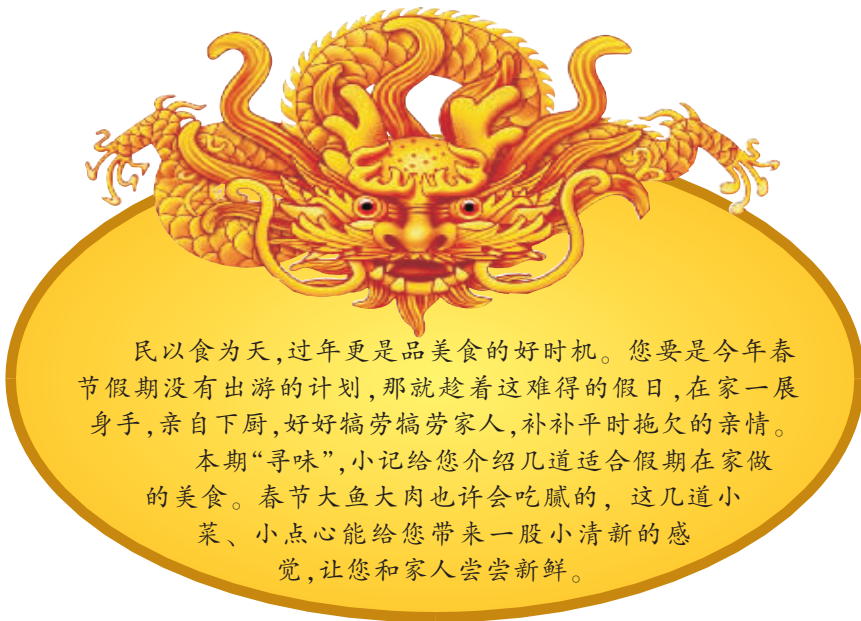 民以食为天,过年更是品美食的好时机。您要是今年春
节假期没有出游的计划,那就趁着这难得的假日,在家一展
身手,亲自下厨,好好犒劳犒劳家人,补补平时拖欠的亲情。
本期“寻味”,小记给您介绍几道适合假期在家做
的美食。春节大鱼大肉也许会吃腻的,这几道小
菜、小点心能给您带来一股小清新的感
觉,让您和家人尝尝新鲜。